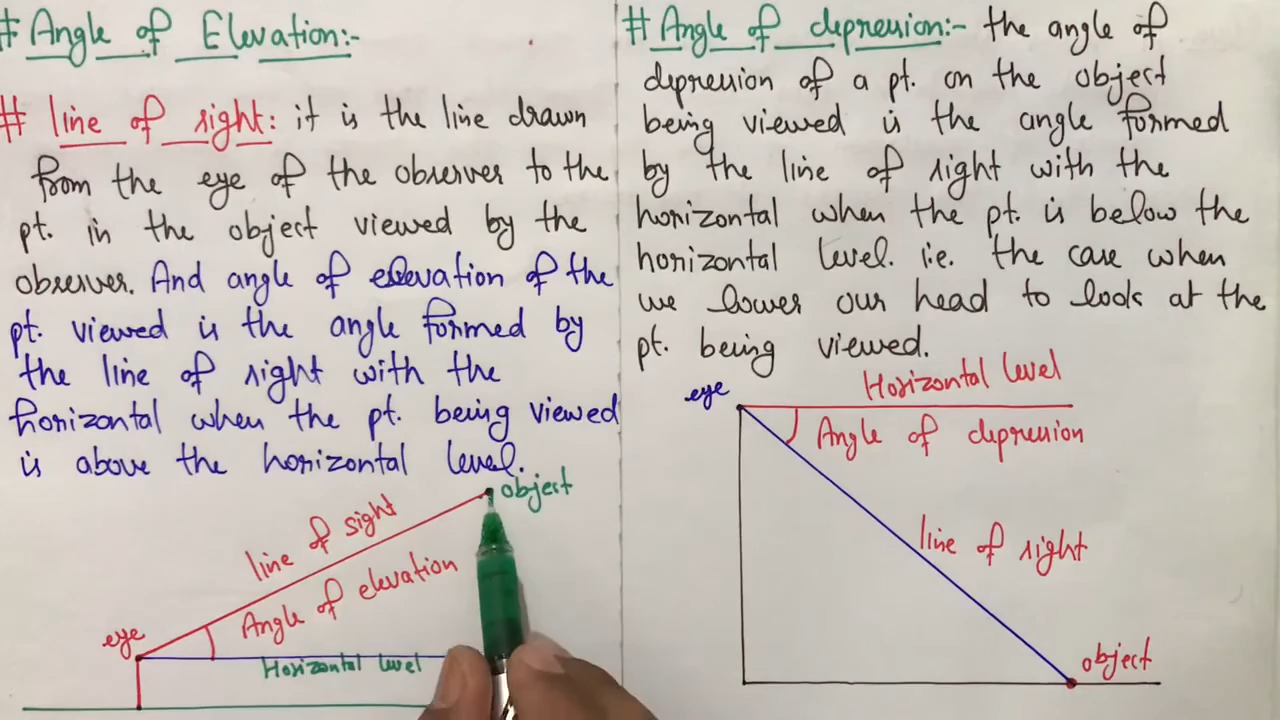 # Angle of Elevation:-
# line of sight: it is the line drawn
from the eye of the observer to the
pt. in the object viewed by the
observer. And angle of elevation of the
pt. viewed is the angle formed by
the line of sight with the
horizontal when the pt. being viewed
is above the horizontal level.
object
line of sight
Angle of elevation
eye
Horizontal level
# Angle of depression:- the angle of
depression of a pt. on the object
being viewed is the angle formed
by the line of sight with the
horizontal when the pt. is below the
horizontal level. i.e. the case when
we lower our head to look at the
pt. being viewed.
eye
Horizontal level
Angle of depression
line of sight
object